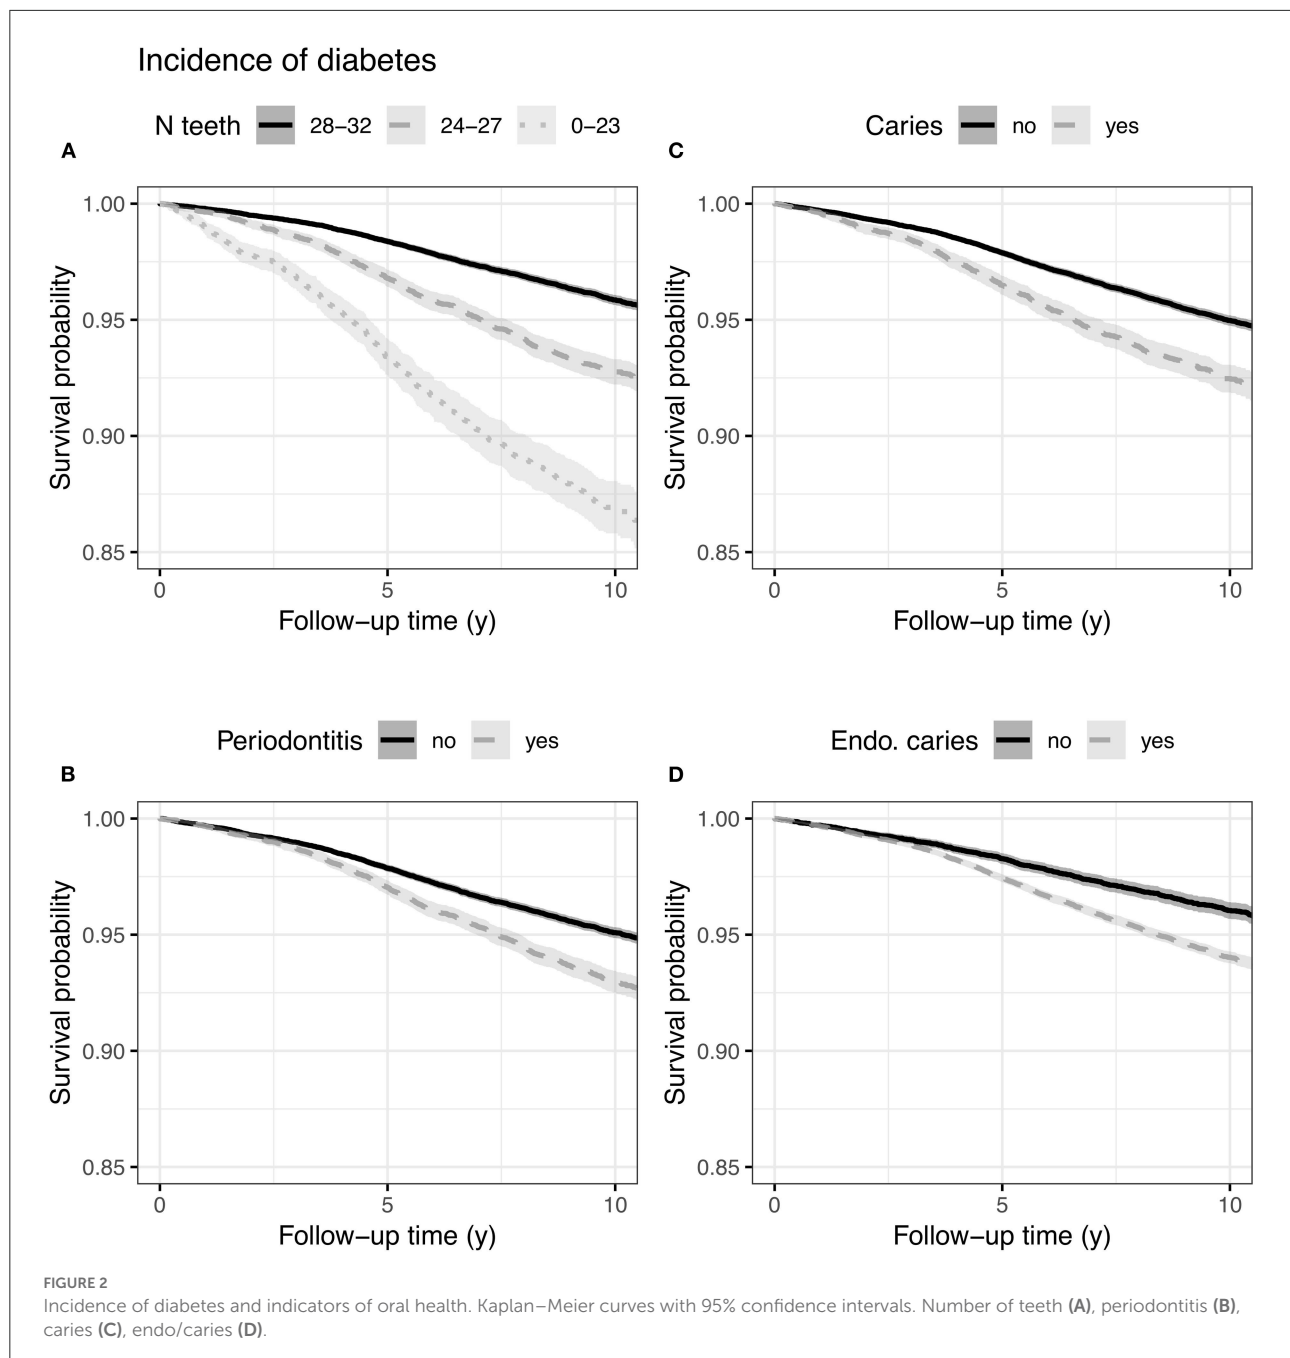 Incidence of diabetes
N teeth 28–32 24–27 0–23
A
1.00
0.95
0.90
0.85
Survival probability
0 5 10
Follow–up time (y)
Caries no yes
C
1.00
0.95
0.90
0.85
Survival probability
0 5 10
Follow–up time (y)
Periodontitis no yes
B
1.00
0.95
0.90
0.85
Survival probability
0 5 10
Follow–up time (y)
Endo. caries no yes
D
1.00
0.95
0.90
0.85
Survival probability
0 5 10
Follow–up time (y)
FIGURE 2
Incidence of diabetes and indicators of oral health. Kaplan–Meier curves with 95% confidence intervals. Number of teeth (A), periodontitis (B),
caries (C), endo/caries (D).